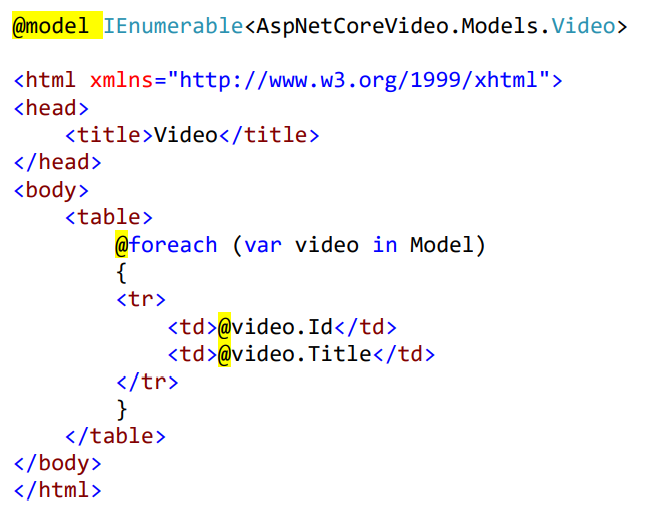 @model IEnumerable<AspNetCoreVideo.Models.Video>
<html xmlns="http://www.w3.org/1999/xhtml">
<head>
    <title>Video</title>
</head>
<body>
    <table>
        @foreach (var video in Model)
        {
        <tr>
            <td>@video.Id</td>
            <td>@video.Title</td>
        </tr>
        }
    </table>
</body>
</html>